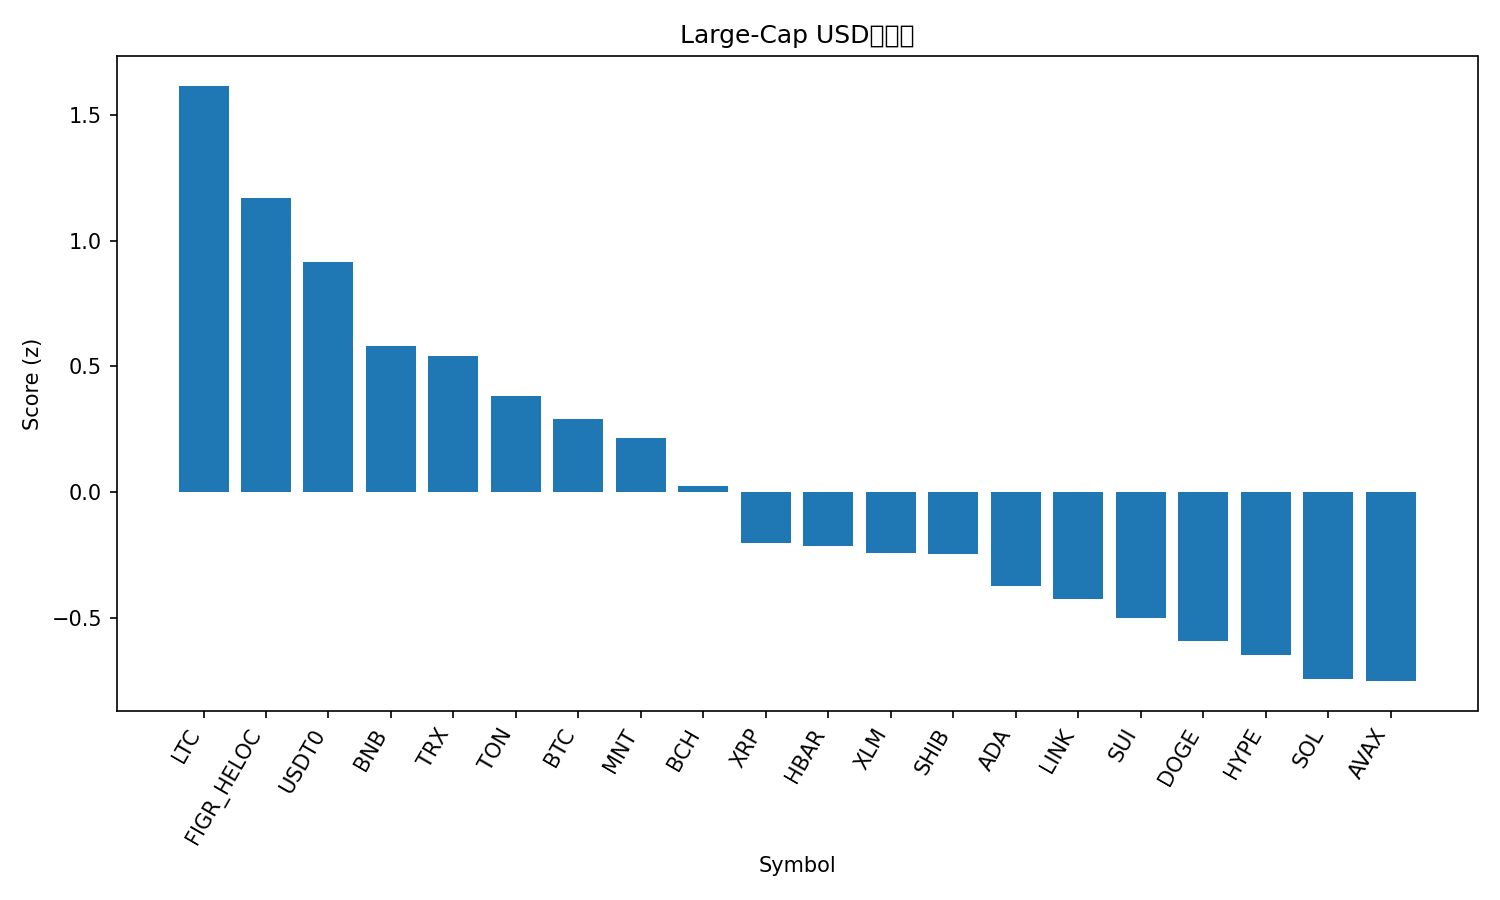 Large-Cap USD
1.5
1.0
0.5
0.0
−0.5
Score (z)
LTC
FIGR_HELOC
USDT0
BNB
TRX
TON
BTC
MNT
BCH
XRP
HBAR
XLM
SHIB
ADA
LINK
SUI
DOGE
HYPE
SOL
AVAX
Symbol